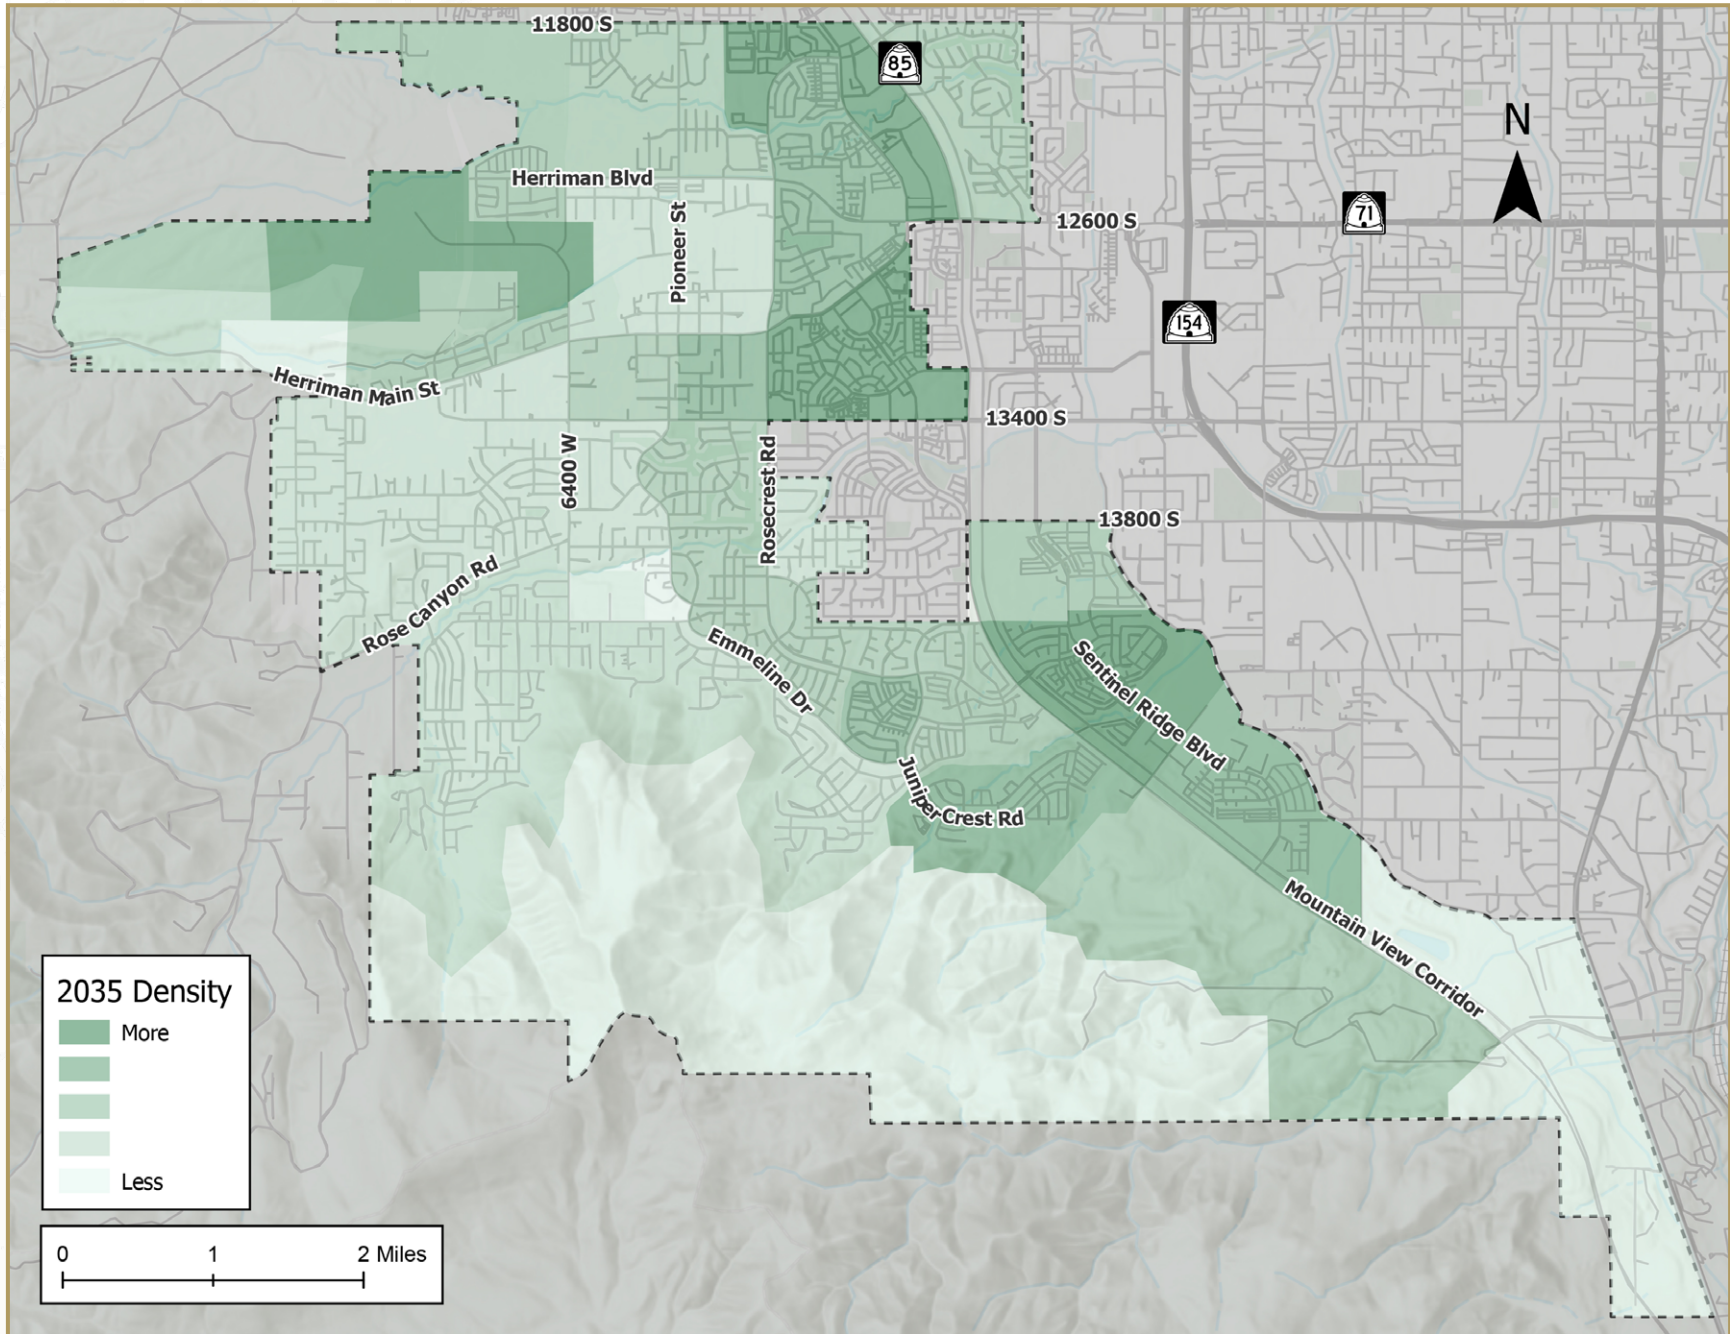 11800 S
85
N
Herriman Blvd
Pioneer St
12600 S
71
154
Herriman Main St
13400 S
6400 W
Rosecrest Rd
13800 S
Rose Canyon Rd
Emmeline Dr
Sentinel Ridge Blvd
Juniper Crest Rd
Mountain View Corridor
2035 Density
More
Less
0 1 2 Miles